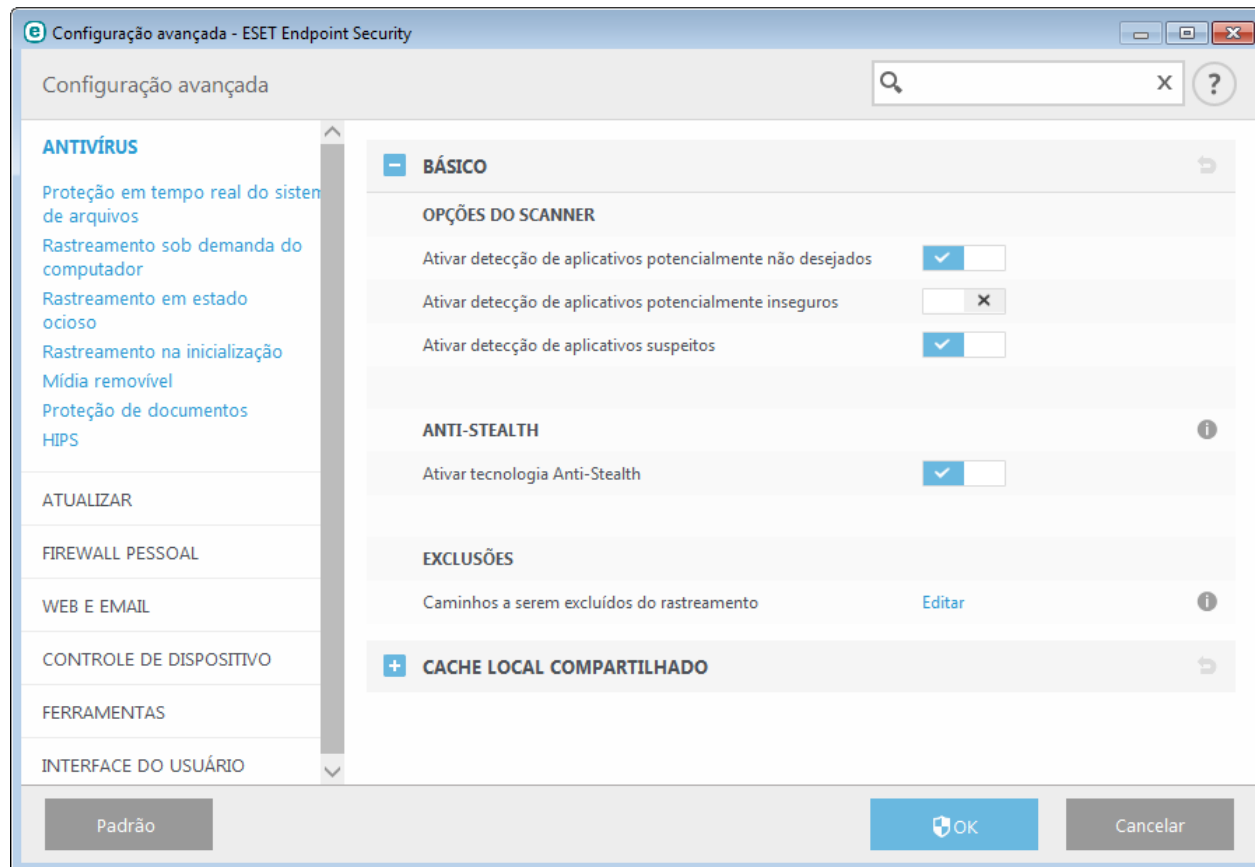 Configuração avançada - ESET Endpoint Security
Configuração avançada
ANTIVÍRUS
Proteção em tempo real do sistem
de arquivos
Rastreamento sob demanda do
computador
Rastreamento em estado
ocioso
Rastreamento na inicialização
Mídia removível
Proteção de documentos
HIPS
ATUALIZAR
FIREWALL PESSOAL
WEB E EMAIL
CONTROLE DE DISPOSITIVO
FERRAMENTAS
INTERFACE DO USUÁRIO
BÁSICO
OPÇÕES DO SCANNER
Ativar detecção de aplicativos potencialmente não desejados
Ativar detecção de aplicativos potencialmente inseguros
Ativar detecção de aplicativos suspeitos
ANTI-STEALTH
Ativar tecnologia Anti-Stealth
EXCLUSÕES
Caminhos a serem excluídos do rastreamento Editar
CACHE LOCAL COMPARTILHADO
Padrão
OK
Cancelar